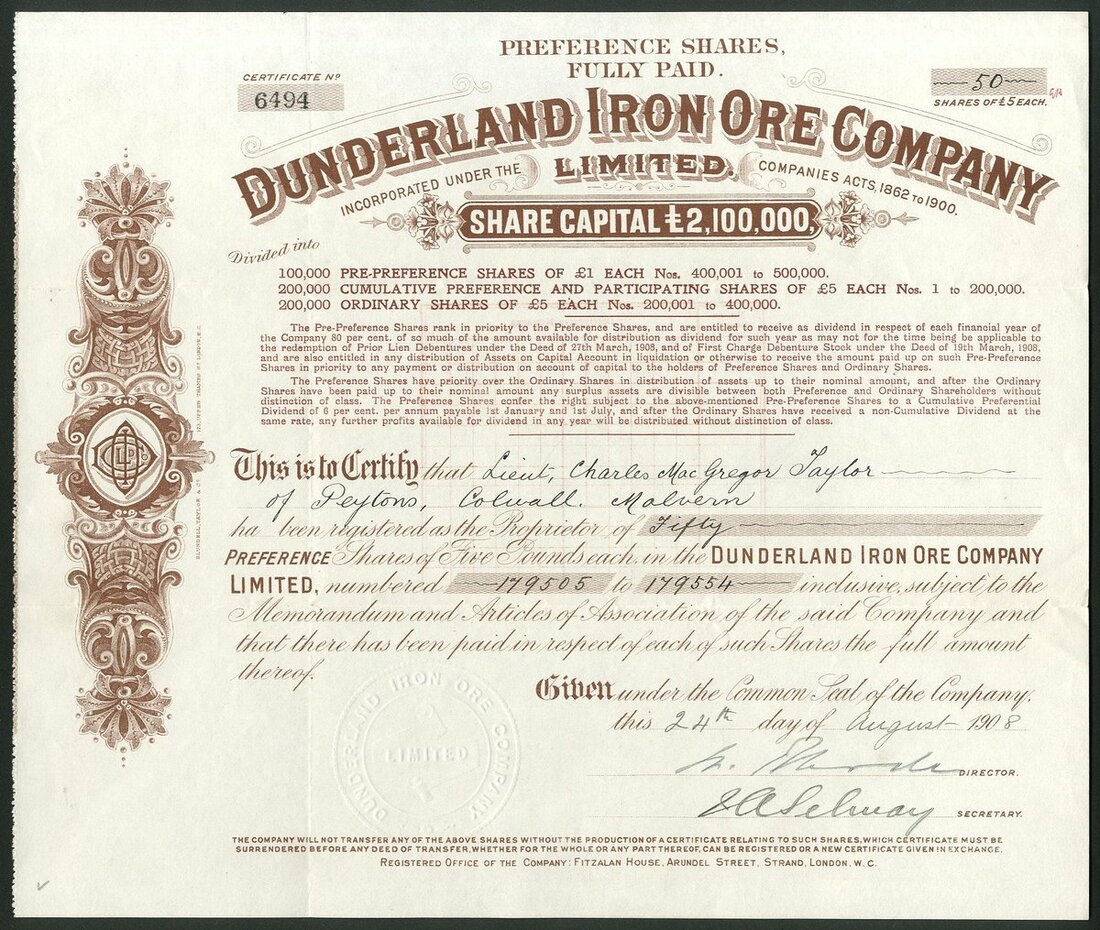 PREFERENCE SHARES,
FULLY PAID.
CERTIFICATE Nº
6494
50
SHARES OF £5 EACH.
DUNDERLAND IRON ORE COMPANY
LIMITED.
INCORPORATED UNDER THE COMPANIES ACTS, 1862 TO 1900.
SHARE CAPITAL £2,100,000,
Divided into
100,000 PRE-PREFERENCE SHARES OF £1 EACH Nos. 400,001 to 500,000.
200,000 CUMULATIVE PREFERENCE AND PARTICIPATING SHARES OF £5 EACH Nos. 1 to 200,000.
200,000 ORDINARY SHARES OF £5 EACH Nos. 200,001 to 400,000.
The Pre-Preference Shares rank in priority to the Preference Shares, and are entitled to receive as dividend in respect of each financial year of
the Company 80 per cent. of so much of the amount available for distribution as dividend for such year as may not for the time being be applicable to
the redemption of Prior Lien Debentures under the Deed of 27th March, 1908, and of First Charge Debenture Stock under the Deed of 19th March, 1908,
and are also entitled in any distribution of Assets on Capital Account in liquidation or otherwise to receive the amount paid up on such Pre-Preference
Shares in priority to any payment or distribution on account of capital to the holders of Preference Shares and Ordinary Shares.
The Preference Shares have priority over the Ordinary Shares in distribution of assets up to their nominal amount, and after the Ordinary
Shares have been paid up to their nominal amount any surplus assets are divisible between both Preference and Ordinary Shareholders without
distinction of class. The Preference Shares confer the right subject to the above-mentioned Pre-Preference Shares to a Cumulative Preferential
Dividend of 6 per cent. per annum payable 1st January and 1st July, and after the Ordinary Shares have received a non-Cumulative Dividend at the
same rate, any further profits available for dividend in any year will be distributed without distinction of class.
This is to Certify that Lieut, Charles MacGregor Taylor
of Peytons, Colwall. Malvern
ha been registered as the Proprietor of Fifty
PREFERENCE Shares of Five Pounds each, in the DUNDERLAND IRON ORE COMPANY
LIMITED, numbered 179505 to 179554 inclusive, subject to the
Memorandum and Articles of Association of the said Company and
that there has been paid in respect of each of such Shares the full amount
thereof.
Given under the Common Seal of the Company.
this 24th day of August 1908
DIRECTOR.
E A Selway SECRETARY.
DUNDERLAND IRON ORE COMPANY
LIMITED
THE COMPANY WILL NOT TRANSFER ANY OF THE ABOVE SHARES WITHOUT THE PRODUCTION OF A CERTIFICATE RELATING TO SUCH SHARES, WHICH CERTIFICATE MUST BE
SURRENDERED BEFORE ANY DEED OF TRANSFER, WHETHER FOR THE WHOLE OR ANY PART THEREOF, CAN BE REGISTERED OR A NEW CERTIFICATE GIVEN IN EXCHANGE.
REGISTERED OFFICE OF THE COMPANY: FITZALAN HOUSE, ARUNDEL STREET, STRAND, LONDON. W.C.